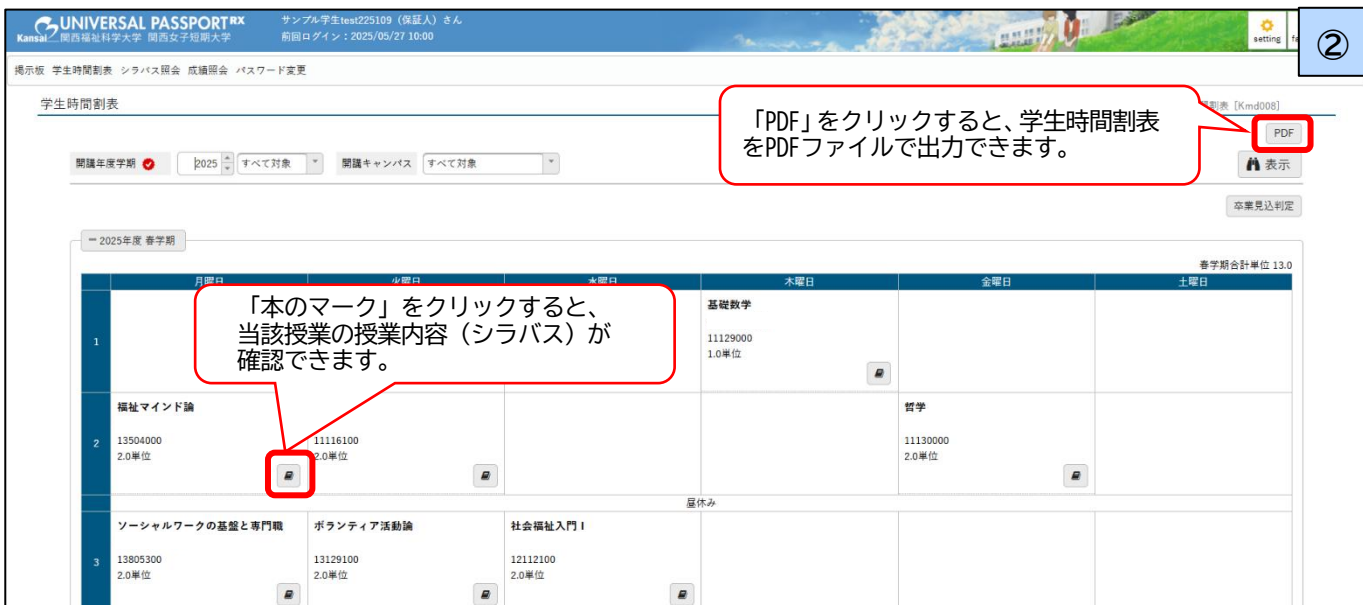 UNIVERSAL PASSPORT RX
Kansai 関西福祉科学大学 関西女子短期大学
サンプル学生test225109（保証人）さん
前回ログイン：2025/05/27 10:00
setting
②
掲示板 学生時間割表 シラバス照会 成績照会 パスワード変更
学生時間割表
割表 [Kmd008]
「PDF」をクリックすると、学生時間割表
をPDFファイルで出力できます。
PDF
開講年度学期 2025 すべて対象 開講キャンパス すべて対象
表示
卒業見込判定
2025年度 春学期
春学期合計単位 13.0
月曜日 火曜日 水曜日 木曜日 金曜日 土曜日
「本のマーク」をクリックすると、
当該授業の授業内容（シラバス）が
確認できます。
1
基礎数学
11129000
1.0単位
2
福祉マインド論
13504000
2.0単位
11116100
2.0単位
哲学
11130000
2.0単位
昼休み
3
ソーシャルワークの基盤と専門職
13805300
2.0単位
ボランティア活動論
13129100
2.0単位
社会福祉入門Ⅰ
12112100
2.0単位